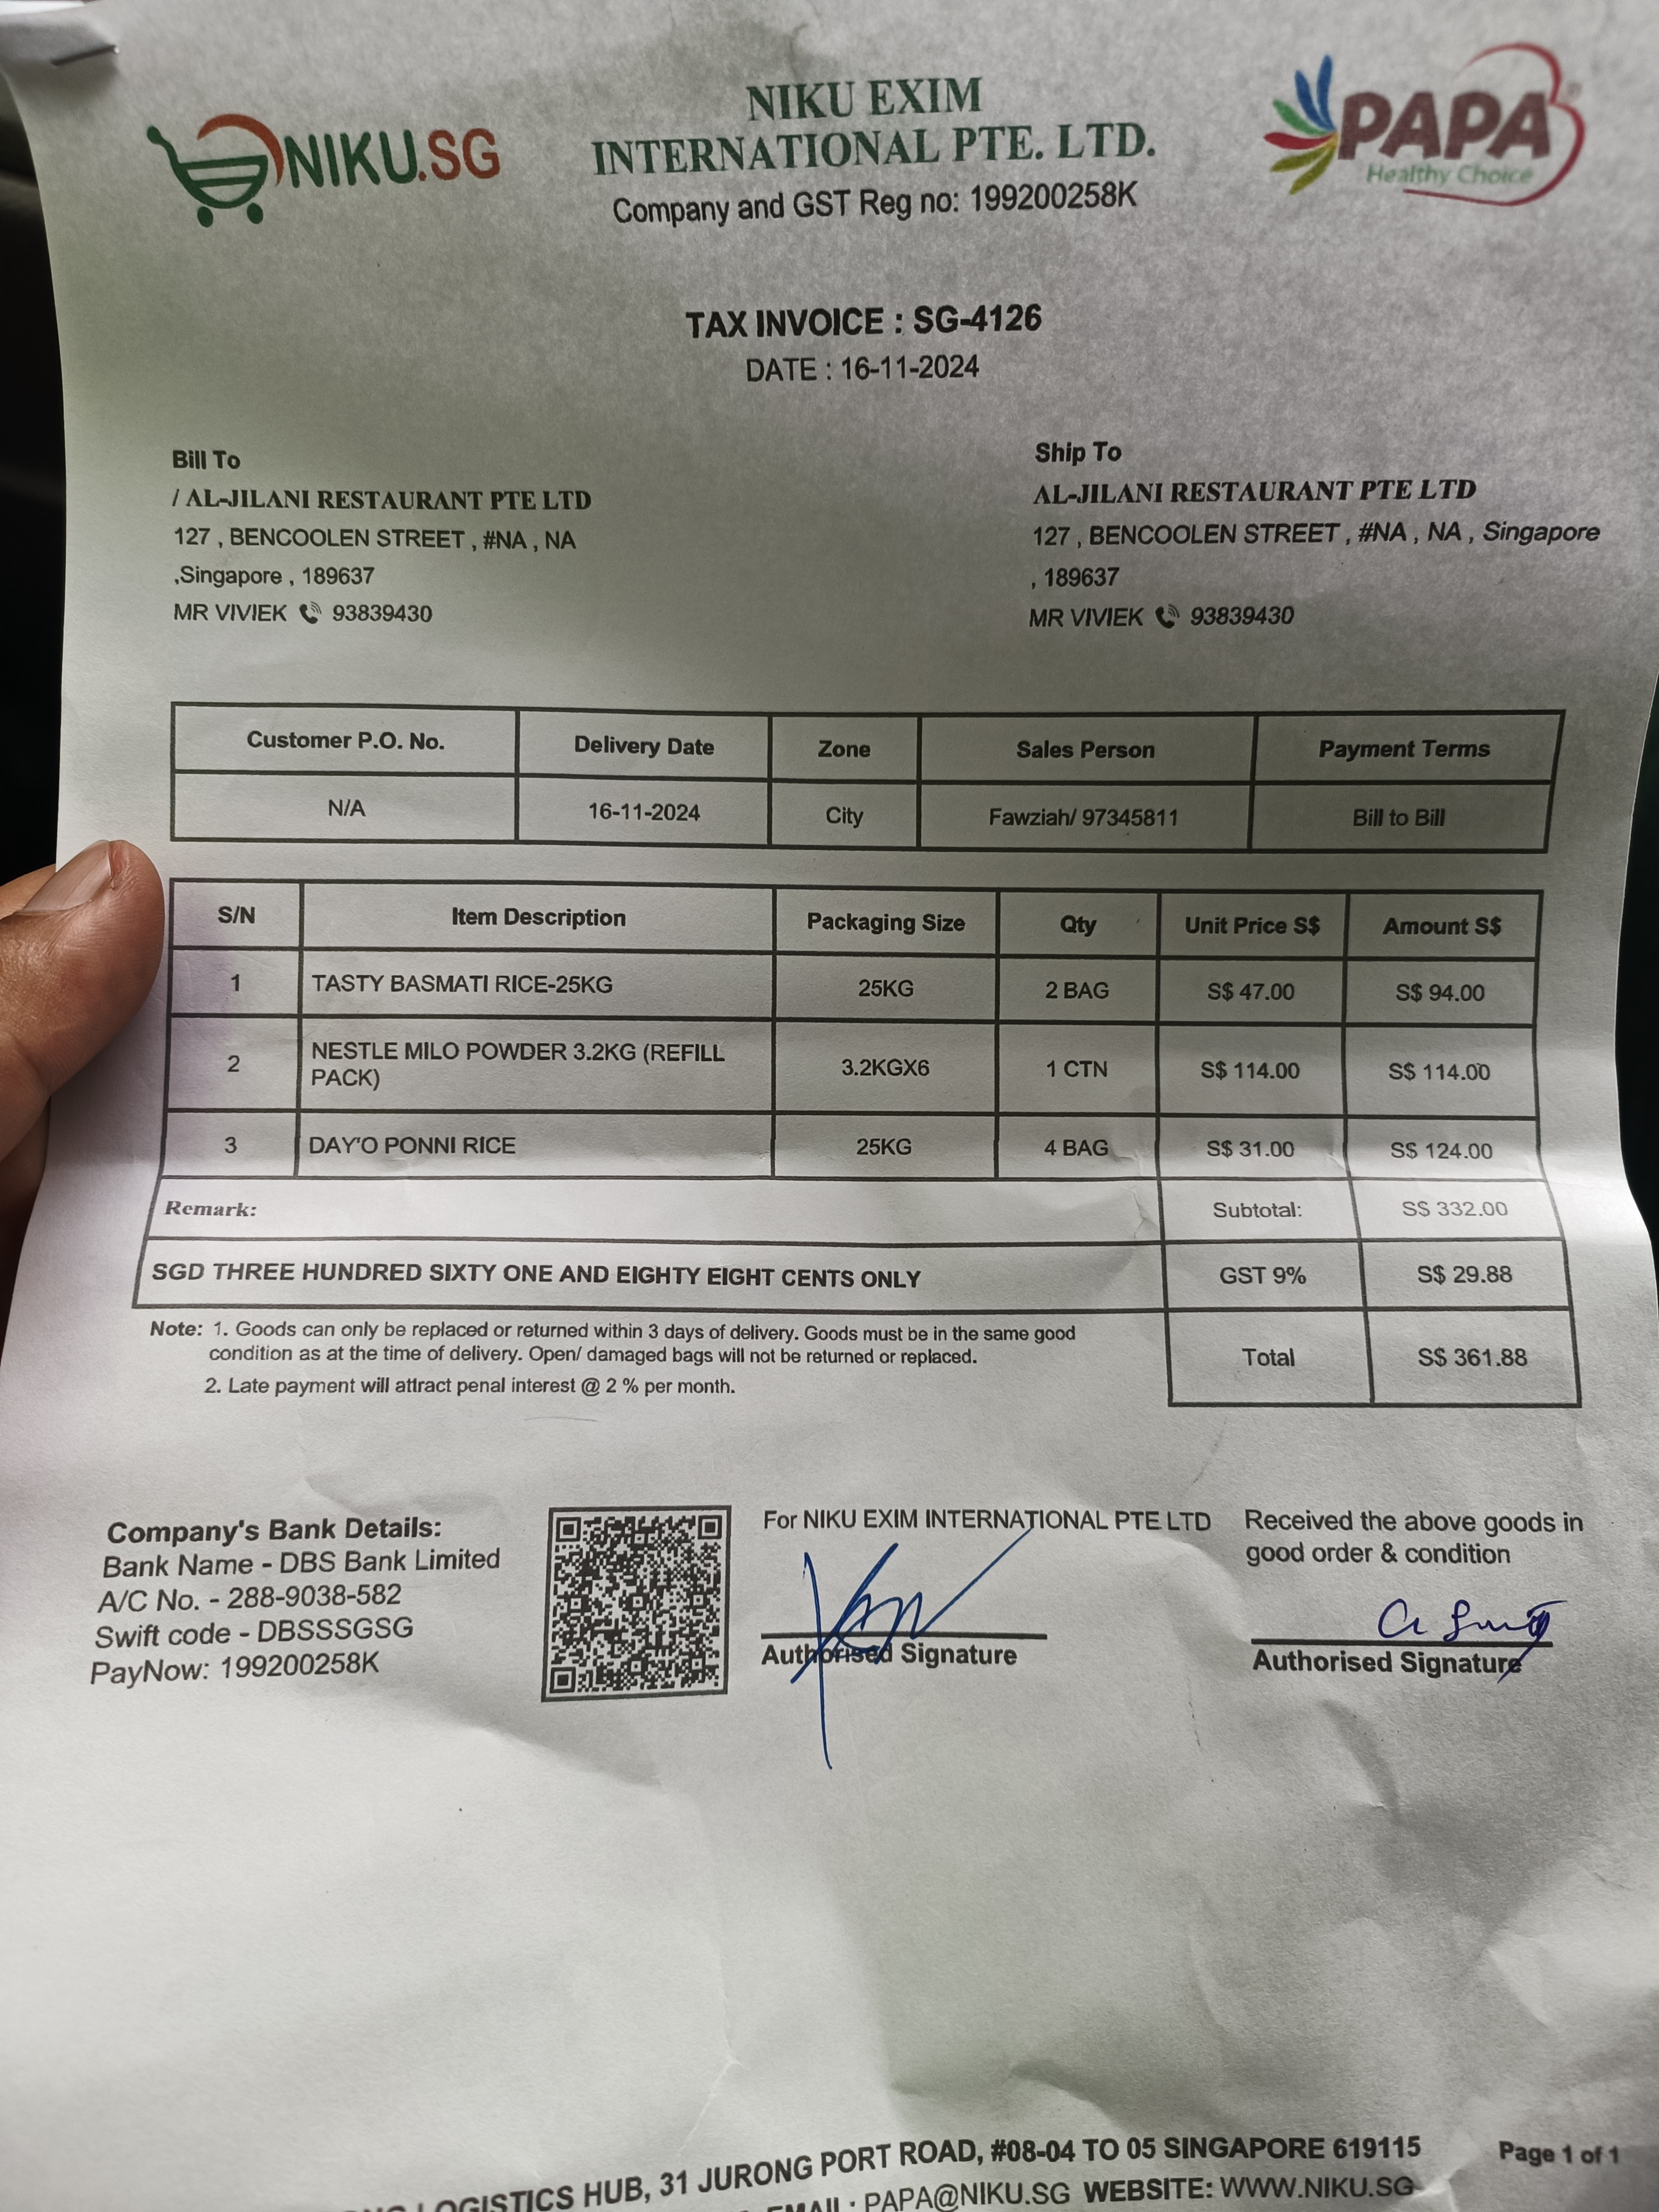 NIKU.SG
NIKU EXIM
INTERNATIONAL PTE. LTD.
Company and GST Reg no: 199200258K
PAPA®
Healthy Choice
TAX INVOICE : SG-4126
DATE : 16-11-2024
Bill To
/ AL-JILANI RESTAURANT PTE LTD
127 , BENCOOLEN STREET , #NA , NA
,Singapore , 189637
MR VIVIEK 93839430
Ship To
AL-JILANI RESTAURANT PTE LTD
127 , BENCOOLEN STREET , #NA , NA , Singapore
, 189637
MR VIVIEK 93839430
Customer P.O. No. Delivery Date Zone Sales Person Payment Terms
N/A 16-11-2024 City Fawziah/ 97345811 Bill to Bill
S/N Item Description Packaging Size Qty Unit Price S$ Amount S$
1 TASTY BASMATI RICE-25KG 25KG 2 BAG S$ 47.00 S$ 94.00
2 NESTLE MILO POWDER 3.2KG (REFILL 3.2KGX6 1 CTN S$ 114.00 S$ 114.00
PACK)
3 DAY'O PONNI RICE 25KG 4 BAG S$ 31.00 S$ 124.00
Remark: Subtotal: S$ 332.00
SGD THREE HUNDRED SIXTY ONE AND EIGHTY EIGHT CENTS ONLY GST 9% S$ 29.88
Total S$ 361.88
Note: 1. Goods can only be replaced or returned within 3 days of delivery. Goods must be in the same good
condition as at the time of delivery. Open/ damaged bags will not be returned or replaced.
2. Late payment will attract penal interest @ 2 % per month.
Company's Bank Details:
Bank Name - DBS Bank Limited
A/C No. - 288-9038-582
Swift code - DBSSSGSG
PayNow: 199200258K
For NIKU EXIM INTERNATIONAL PTE LTD
Authorised Signature
Received the above goods in
good order & condition
Authorised Signature
LOGISTICS HUB, 31 JURONG PORT ROAD, #08-04 TO 05 SINGAPORE 619115
EMAIL : PAPA@NIKU.SG WEBSITE: WWW.NIKU.SG
Page 1 of 1